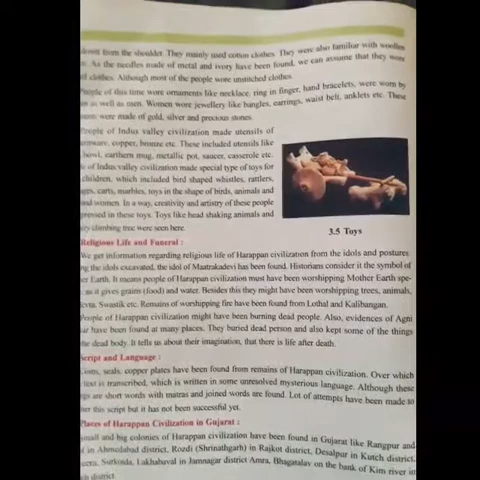 down from the shoulder. They mainly used cotton clothes. They were also familiar with woollen
As the needles made of metal and ivory have been found, we can assume that they wore
clothes. Although most of the people wore unstitched clothes.
People of this time wore ornaments like necklace, ring in finger, hand bracelets, were worn by
as well as men. Women wore jewellery like bangles, earrings, waist belt, anklets etc. These
were made of gold, silver and precious stones.
People of Indus valley civilization made utensils of
copper, bronze etc. These included utensils like
bowl, earthern mug, metallic pot, saucer, casserole etc.
of Indus valley civilization made special type of toys for
children, which included bird shaped whistles, rattlers,
carts, marbles, toys in the shape of birds, animals and
and women. In a way, creativity and artistry of these people
in these toys. Toys like head shaking animals and
climbing tree were seen here.
3.5 Toys
Religious Life and Funeral :
We get information regarding religious life of Harappan civilization from the idols and postures
the idols excavated, the idol of Maatrakadevi has been found. Historians consider it the symbol of
Earth. It means people of Harappan civilization must have been worshipping Mother Earth spe-
as it gives grains (food) and water. Besides this they might have been worshipping trees, animals,
Swastik etc. Remains of worshipping fire have been found from Lothal and Kalibangan.
People of Harappan civilization might have been burning dead people. Also, evidences of Agni
have been found at many places. They buried dead person and also kept some of the things
the dead body. It tells us about their imagination, that there is life after death.
Script and Language :
Coins, seals, copper plates have been found from remains of Harappan civilization. Over which
text is transcribed, which is written in some unresolved mysterious language. Although these
are short words with matras and joined words are found. Lot of attempts have been made to
this script but it has not been successful yet.
Places of Harappan Civilization in Gujarat :
Small and big colonies of Harappan civilization have been found in Gujarat like Rangpur and
in Ahmedabad district, Rozdi (Shrinathgarh) in Rajkot district, Desalpur in Kutch district,
Surkotda, Lakhabaval in Jamnagar district Amra, Bhagatalav on the bank of Kim river in
district.